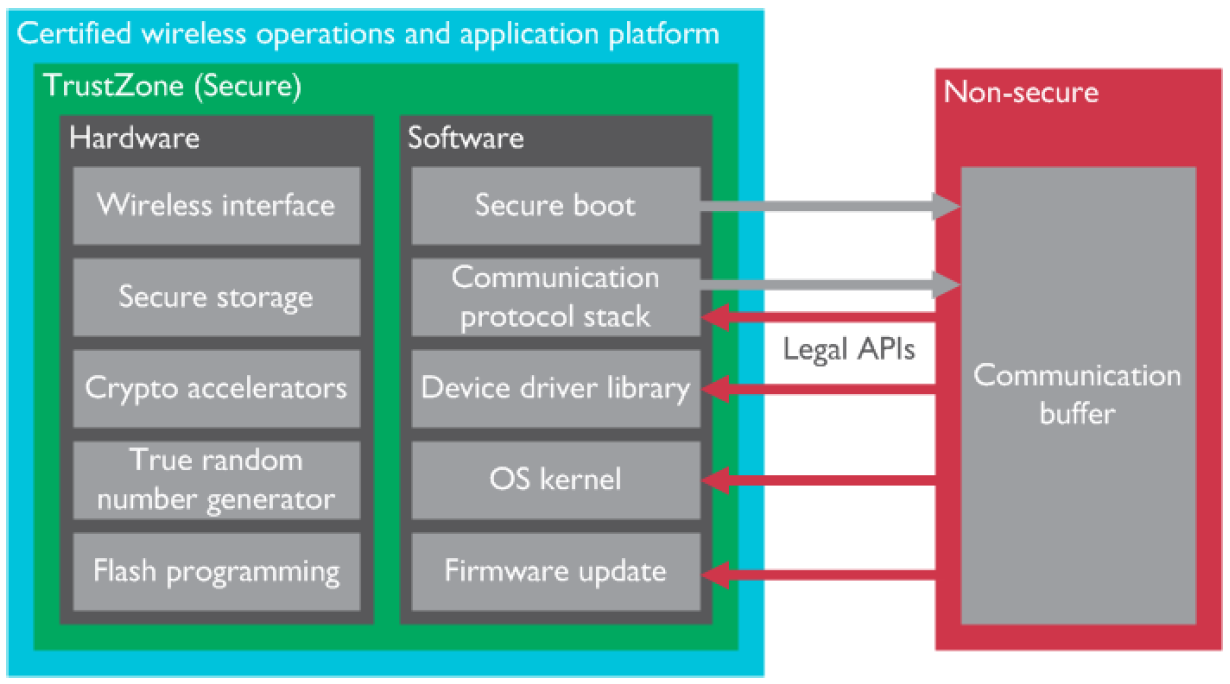 Certified wireless operations and application platform
TrustZone (Secure)
Hardware
Wireless interface
Secure storage
Crypto accelerators
True random
number generator
Flash programming
Software
Secure boot
Communication
protocol stack
Device driver library
OS kernel
Firmware update
Legal APIs
Non-secure
Communication
buffer